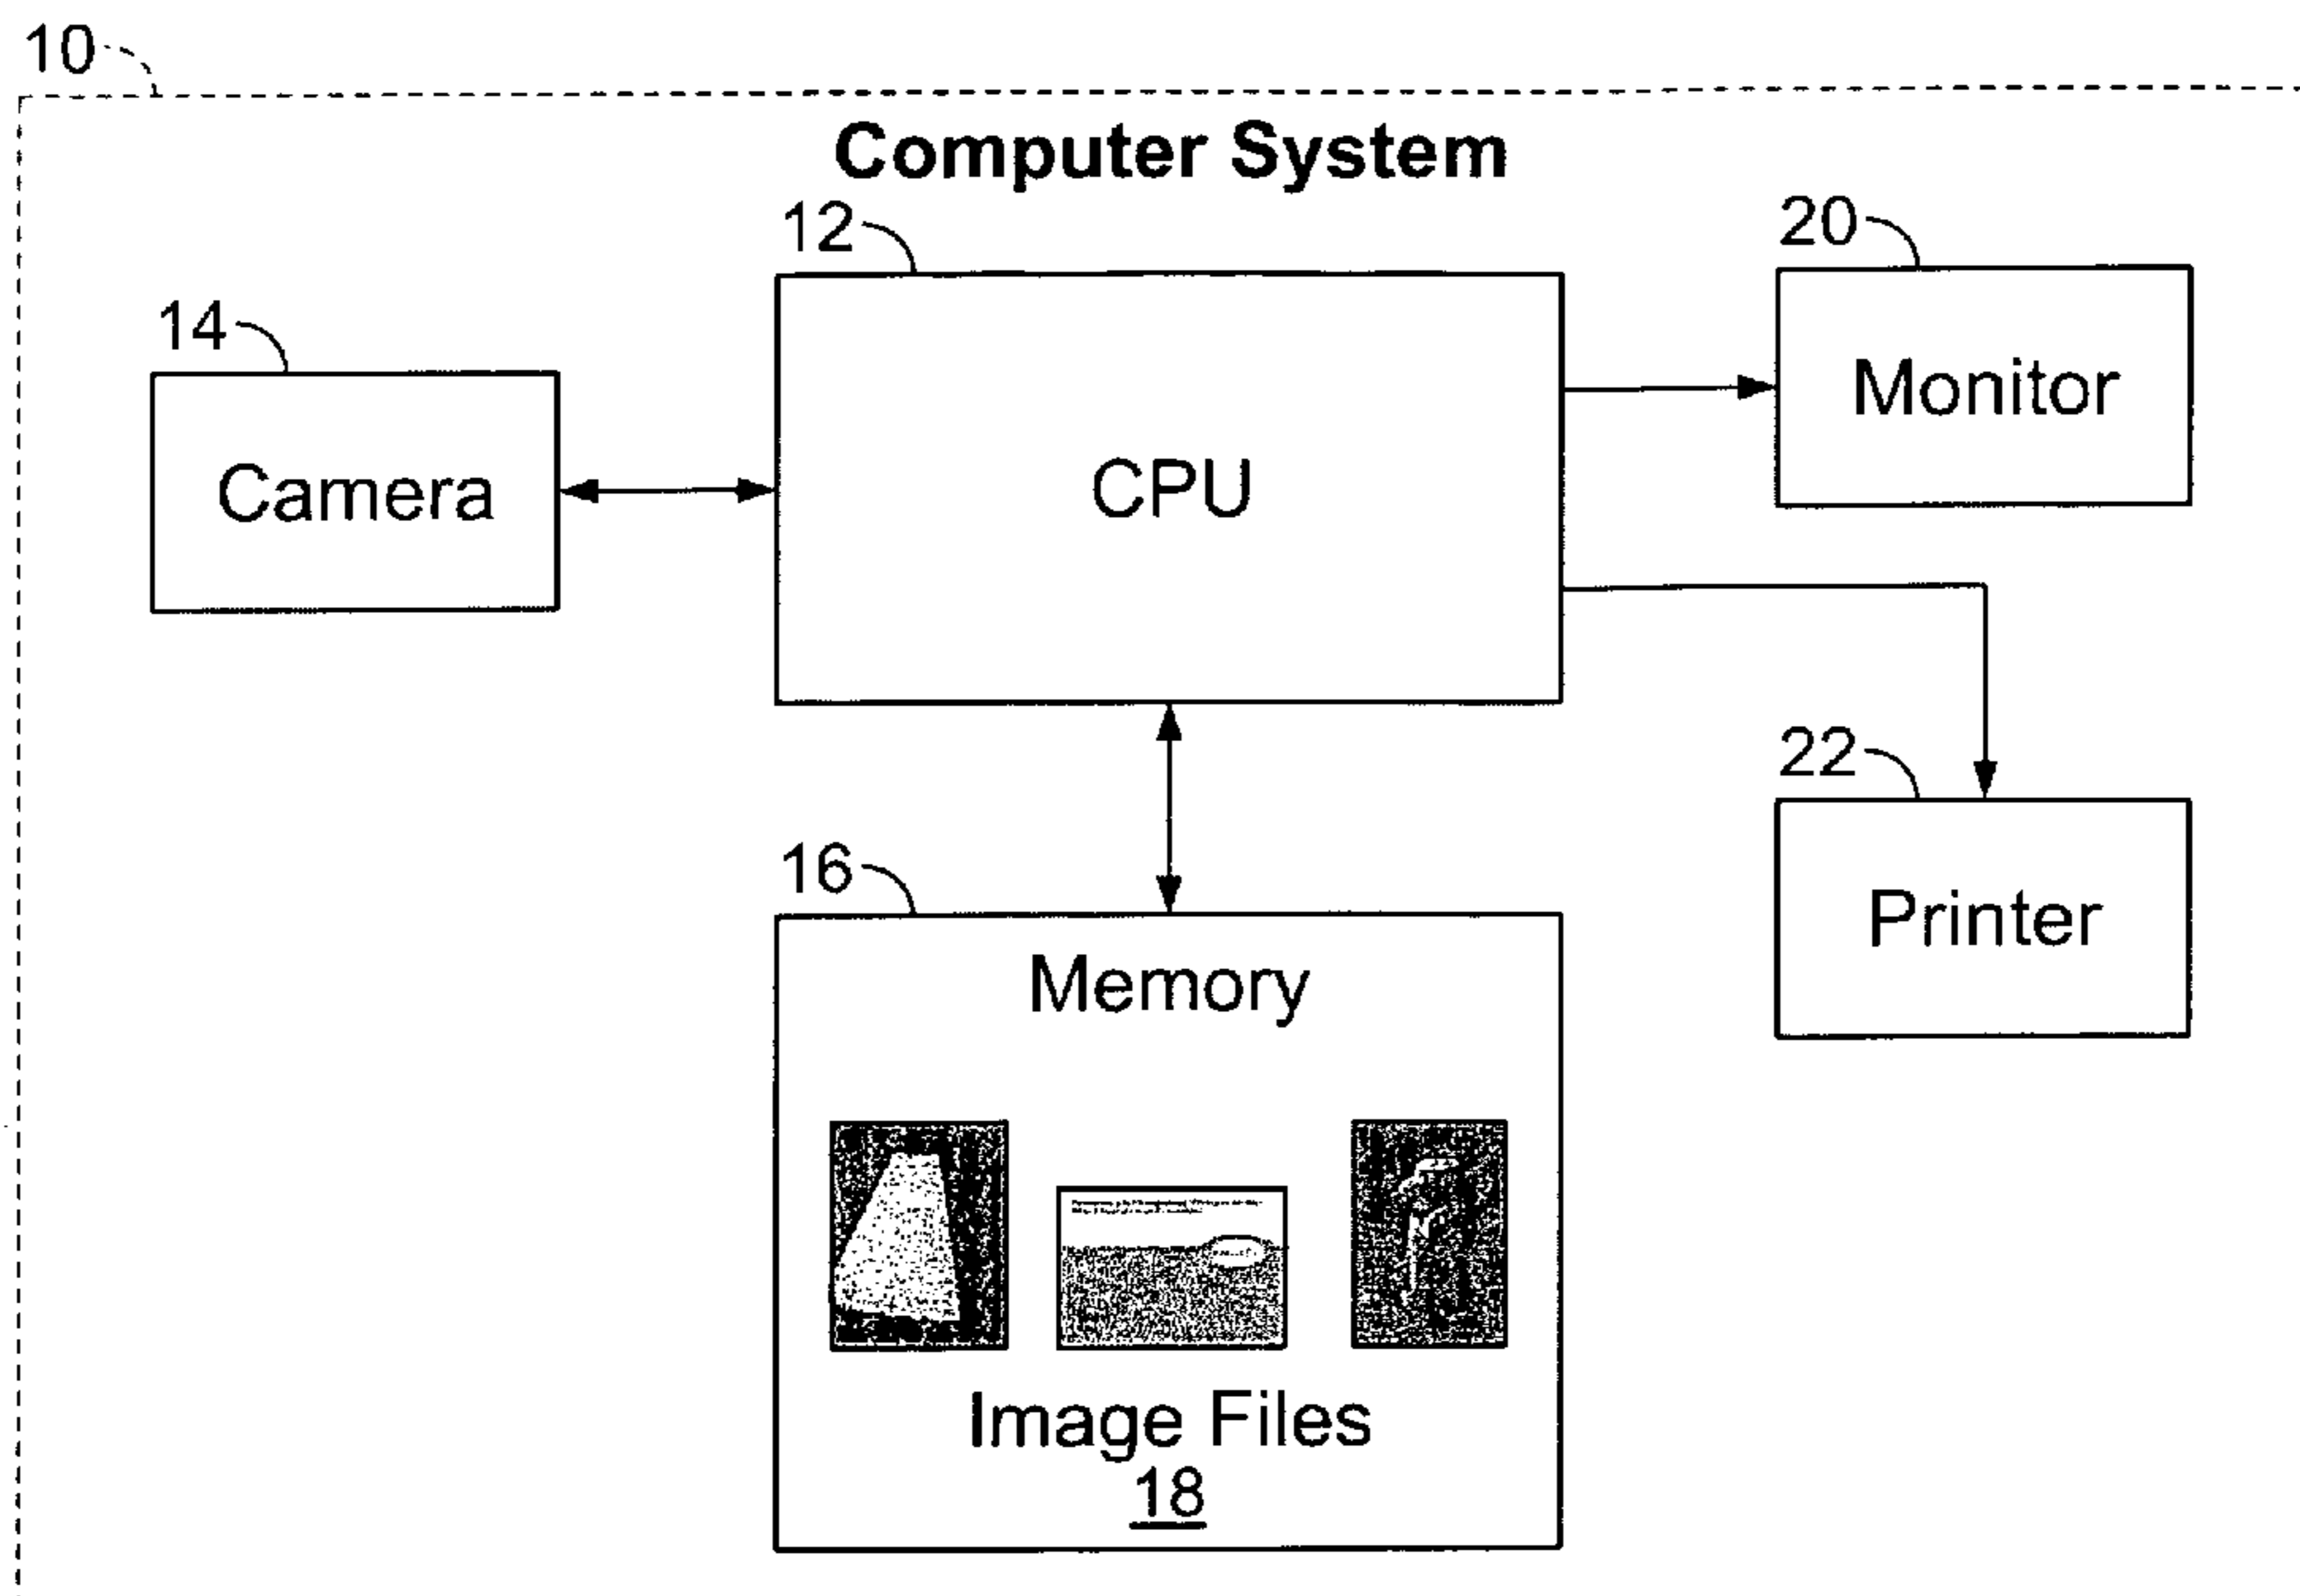 10
Computer System
12
20
14
Monitor
Camera
CPU
22
16
Printer
Memory
Image Files
18